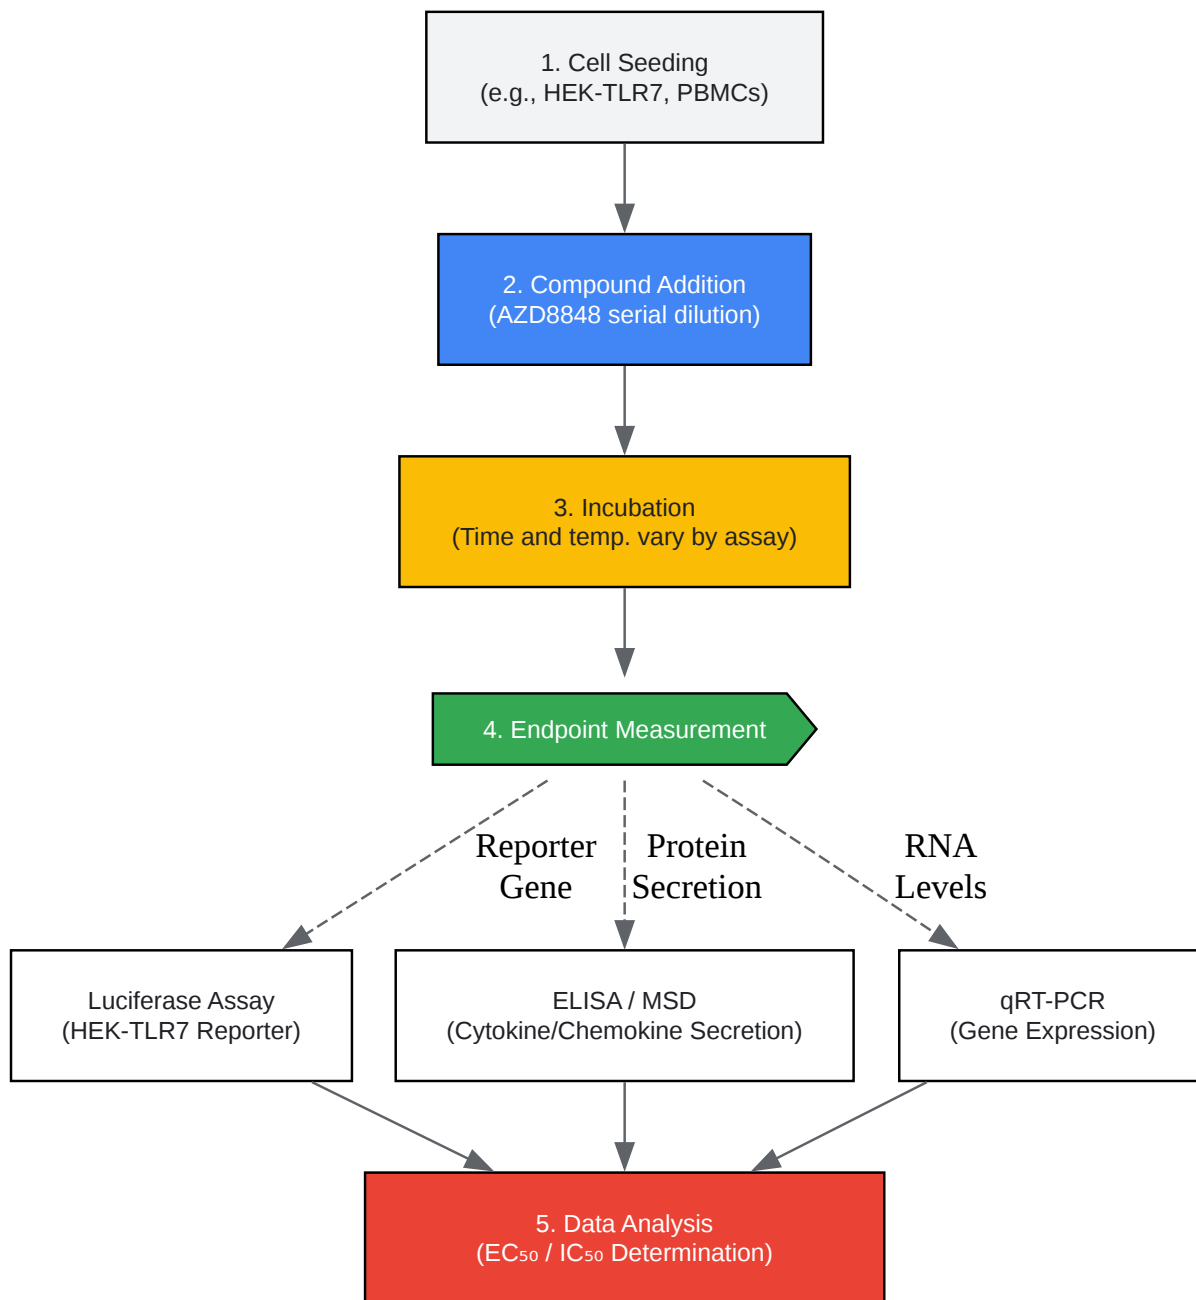 1. Cell Seeding
(e.g., HEK-TLR7, PBMCs)
2. Compound Addition
(AZD8848 serial dilution)
3. Incubation
(Time and temp. vary by assay)
4. Endpoint Measurement
Reporter
Gene
Protein
Secretion
RNA
Levels
Luciferase Assay
(HEK-TLR7 Reporter)
ELISA / MSD
(Cytokine/Chemokine Secretion)
qRT-PCR
(Gene Expression)
5. Data Analysis
(EC₅₀ / IC₅₀ Determination)